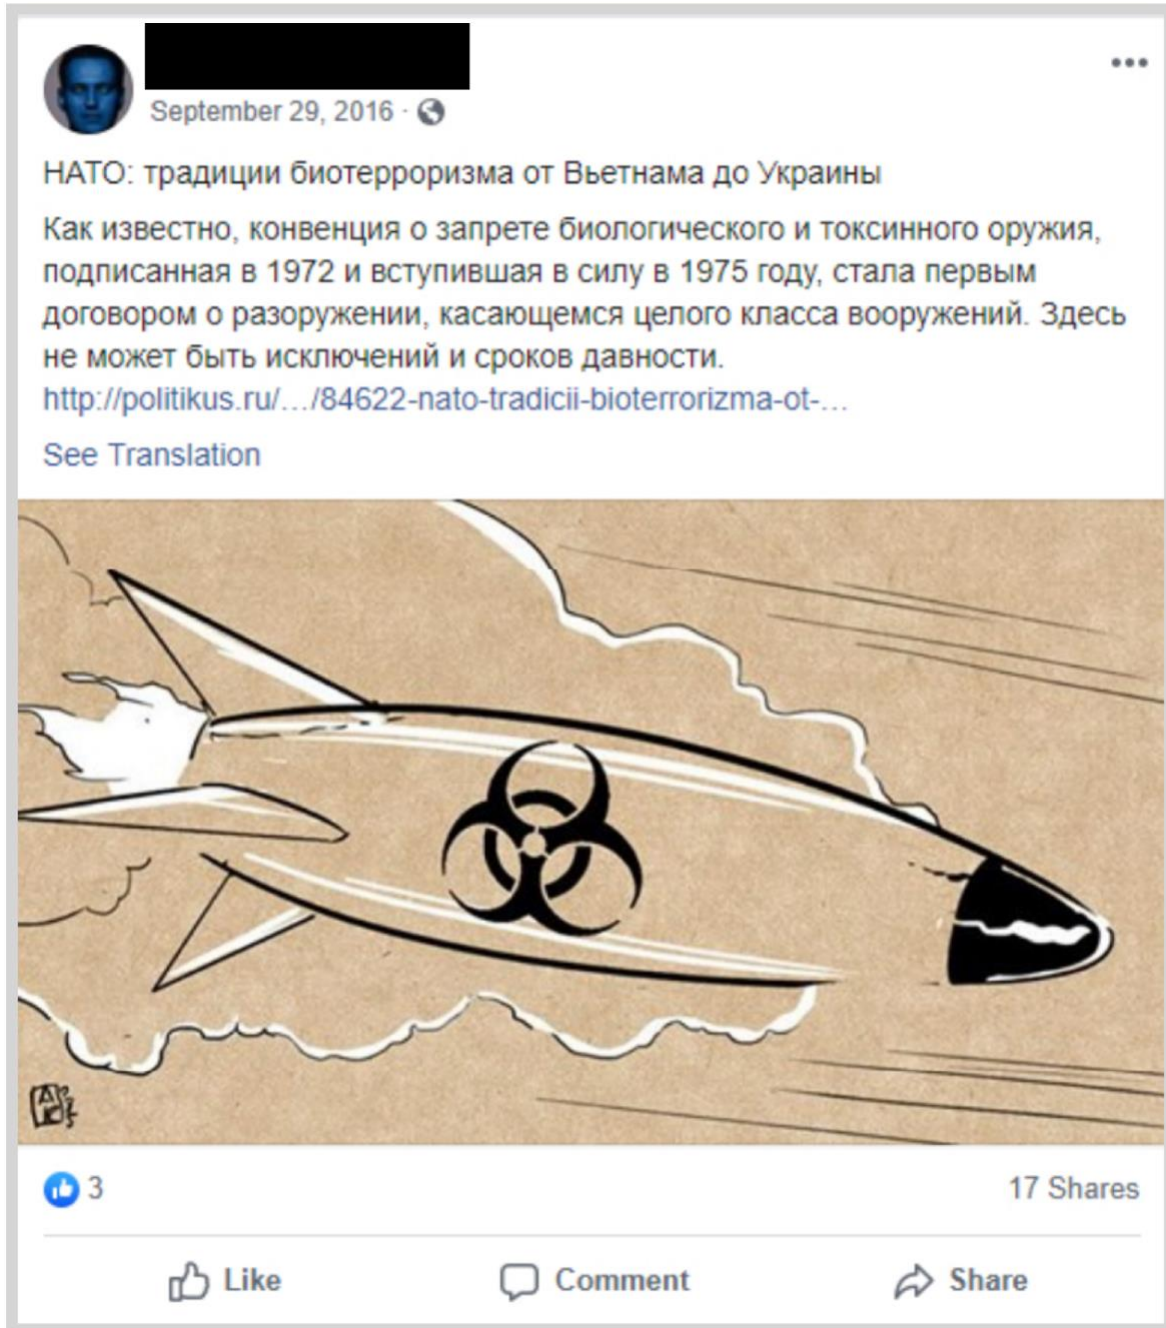 September 29, 2016 ·
НАТО: традиции биотерроризма от Вьетнама до Украины
Как известно, конвенция о запрете биологического и токсинного оружия,
подписанная в 1972 и вступившая в силу в 1975 году, стала первым
договором о разоружении, касающемся целого класса вооружений. Здесь
не может быть исключений и сроков давности.
http://politikus.ru/.../84622-nato-tradicii-bioterrorizma-ot-...
See Translation
3
17 Shares
Like
Comment
Share